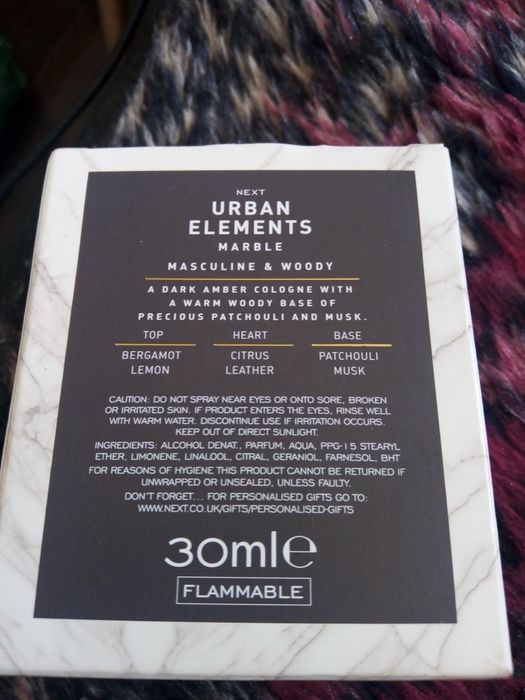 NEXT
URBAN
ELEMENTS
MARBLE
MASCULINE & WOODY
A DARK AMBER COLOGNE WITH
A WARM WOODY BASE OF
PRECIOUS PATCHOULI AND MUSK.
TOP HEART BASE
BERGAMOT CITRUS PATCHOULI
LEMON LEATHER MUSK
CAUTION: DO NOT SPRAY NEAR EYES OR ONTO SORE, BROKEN
OR IRRITATED SKIN. IF PRODUCT ENTERS THE EYES, RINSE WELL
WITH WARM WATER. DISCONTINUE USE IF IRRITATION OCCURS.
KEEP OUT OF DIRECT SUNLIGHT.
INGREDIENTS: ALCOHOL DENAT., PARFUM, AQUA, PPG-15 STEARYL
ETHER, LIMONENE, LINALOOL, CITRAL, GERANIOL, FARNESOL, BHT
FOR REASONS OF HYGIENE THIS PRODUCT CANNOT BE RETURNED IF
UNWRAPPED OR UNSEALED, UNLESS FAULTY.
DON'T FORGET... FOR PERSONALISED GIFTS GO TO:
WWW.NEXT.CO.UK/GIFTS/PERSONALISED-GIFTS
30ml℮
FLAMMABLE